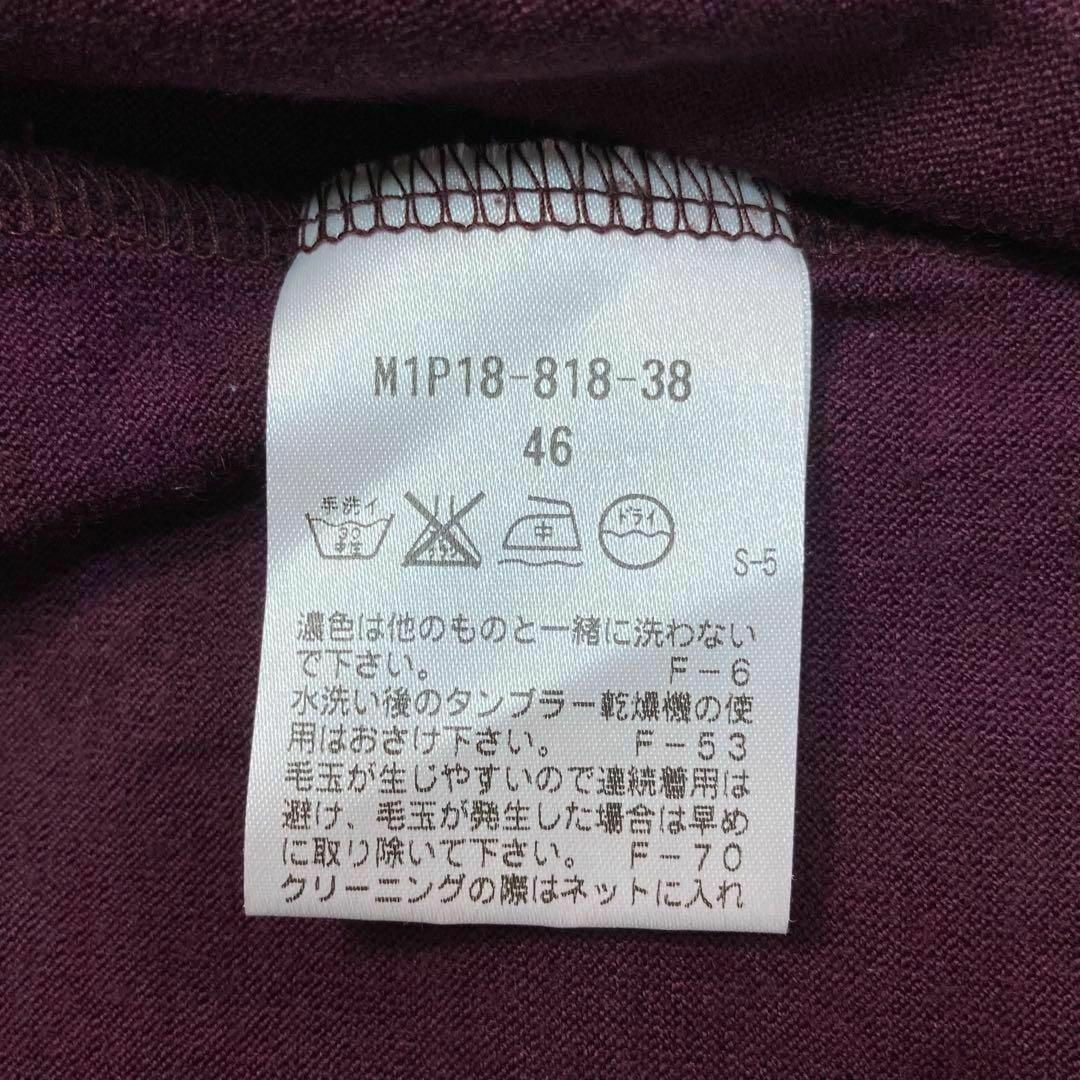 M1P18-818-38
46
手洗イ
30
中性
中
ドライ
S-5
濃色は他のものと一緒に洗わない
で下さい。 F-6
水洗い後のタンブラー乾燥機の使
用はおさけ下さい。 F-53
毛玉が生じやすいので連続着用は
避け、毛玉が発生した場合は早め
に取り除いて下さい。 F-70
クリーニングの際はネットに入れ